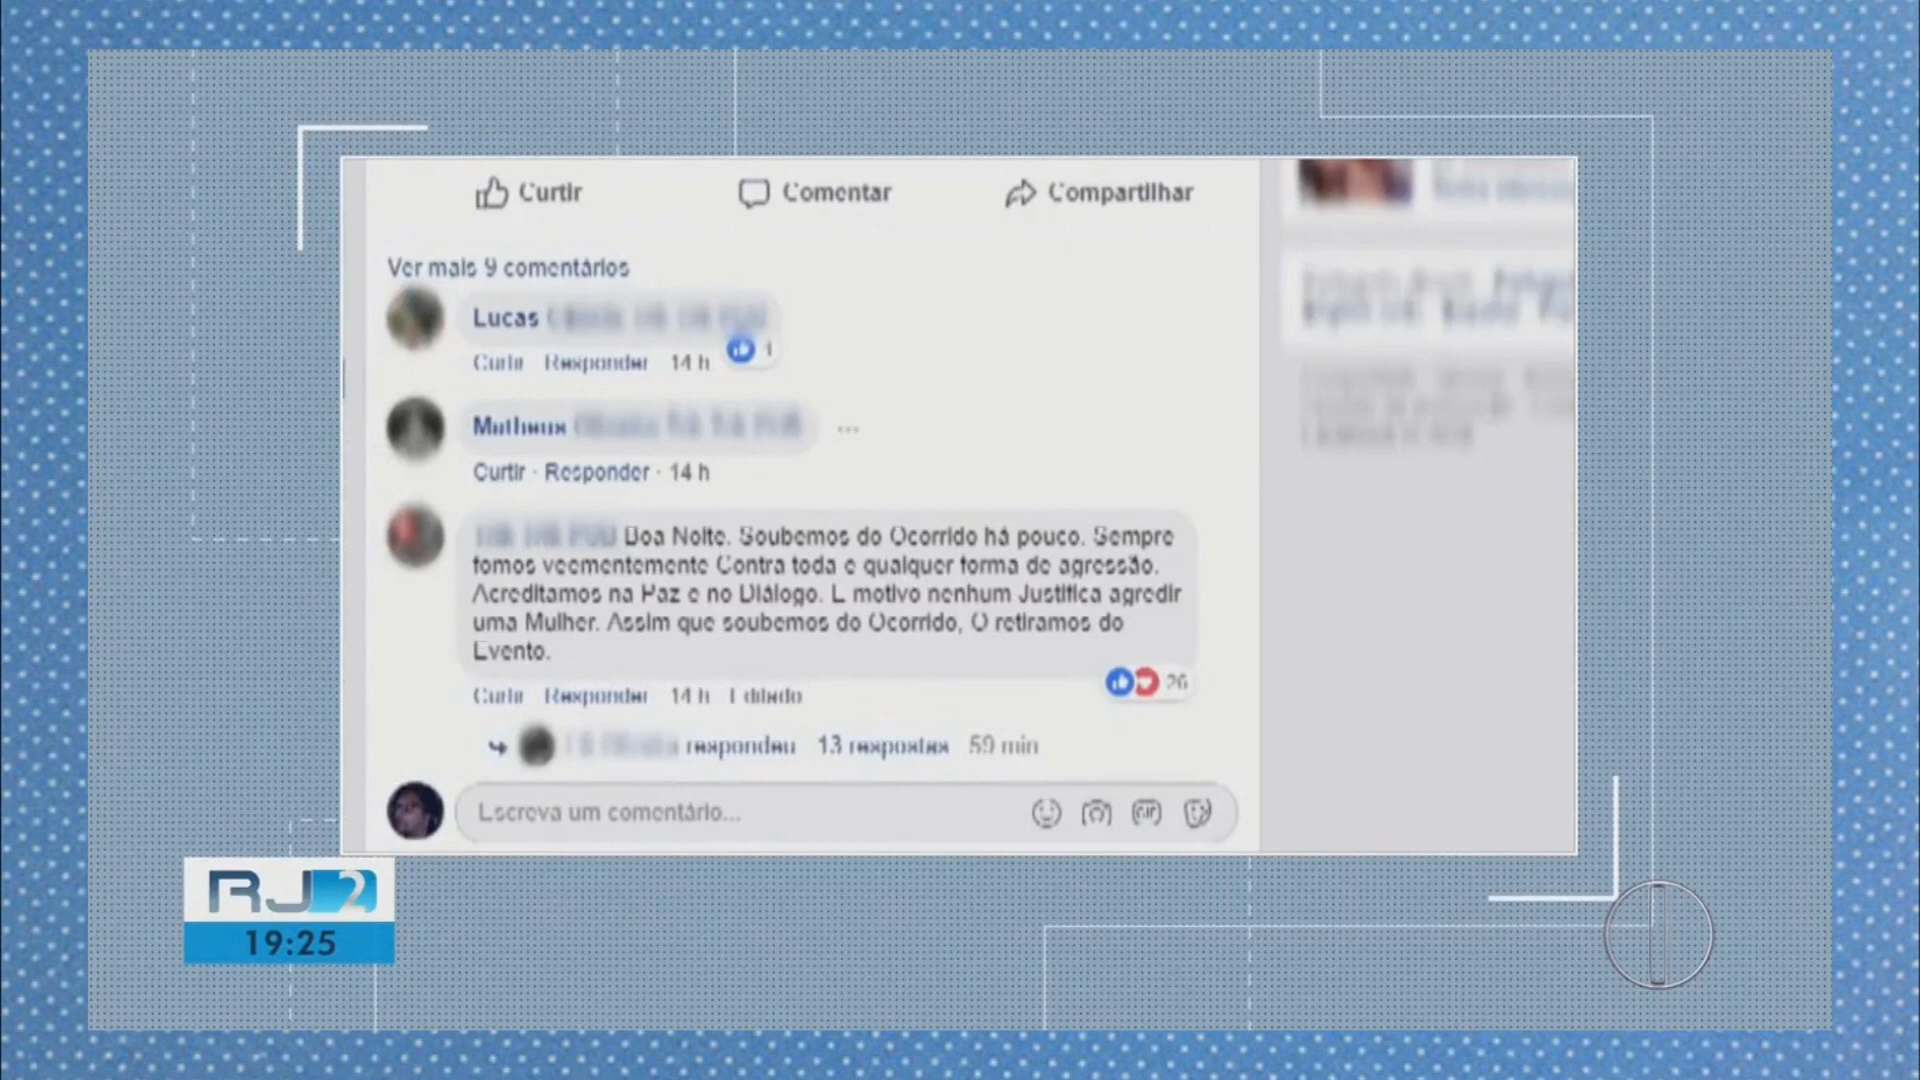 Curtir Comentar Compartilhar
Ver mais 9 comentários
Lucas
1
Curtir Responder 14 h
Matheus ...
Curtir · Responder · 14 h
Boa Noite. Soubemos do Ocorrido há pouco. Sempre
fomos veementemente Contra toda e qualquer forma de agressão.
Acreditamos na Paz e no Diálogo. E motivo nenhum Justifica agredir
uma Mulher. Assim que soubemos do Ocorrido, O retiramos do
Evento.
26
Curtir Responder 14 h Editado
respondeu 13 respostas 59 min
Escreva um comentário...
GIF
RJ2
19:25